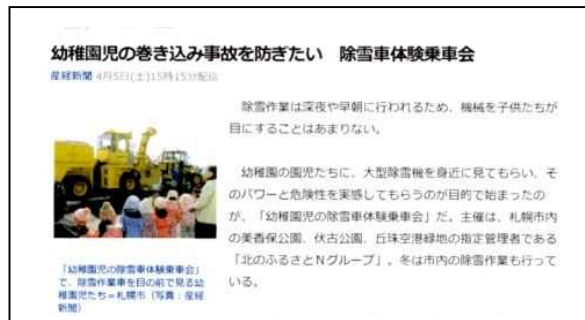 幼稚園児の巻き込み事故を防ぎたい　除雪車体験乗車会
産経新聞 4月5日(土)15時15分配信
除雪作業は深夜や早朝に行われるため、機械を子供たちが
目にすることはあまりない。
幼稚園の園児たちに、大型除雪機を身近に見てもらい、そ
のパワーと危険性を実感してもらうのが目的で始まったの
が、「幼稚園児の除雪車体験乗車会」だ。主催は、札幌市内
の美香保公園、伏古公園、丘珠空港緑地の指定管理者である
「北のふるさとNグループ」。冬は市内の除雪作業も行って
いる。
「幼稚園児の除雪車体験乗車会」
で、除雪作業車を目の前で見る幼
稚園児たち＝札幌市（写真：産経
新聞）